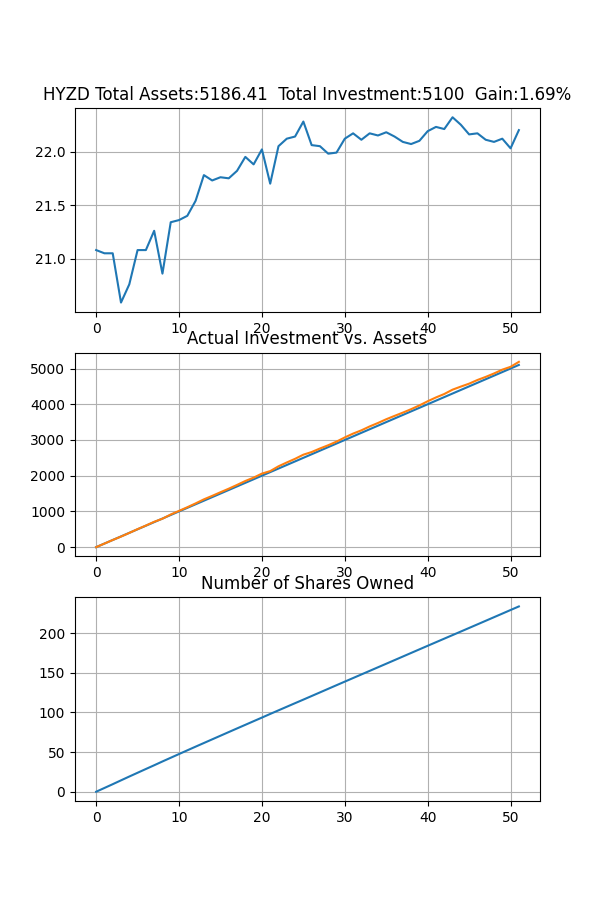 HYZD Total Assets:5186.41  Total Investment:5100  Gain:1.69%
22.0
21.5
21.0
0 10 20 30 40 50
Actual Investment vs. Assets
5000
4000
3000
2000
1000
0
0 10 20 30 40 50
Number of Shares Owned
200
150
100
50
0
0 10 20 30 40 50